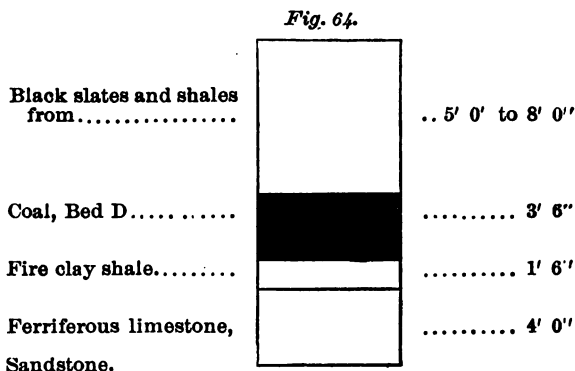 Fig. 64.
Black slates and shales
from................. .. 5' 0' to 8' 0"
Coal, Bed D........... .......... 3' 6"
Fire clay shale......... .......... 1' 6"
Ferriferous limestone, .......... 4' 0"
Sandstone.